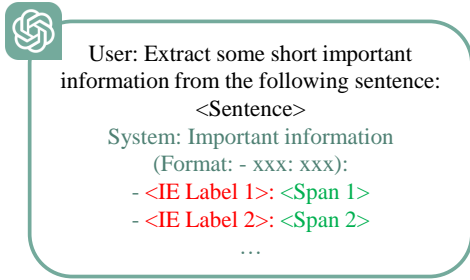 User: Extract some short important
information from the following sentence:
<Sentence>
System: Important information
(Format: - xxx: xxx):
- <IE Label 1>: <Span 1>
- <IE Label 2>: <Span 2>
…